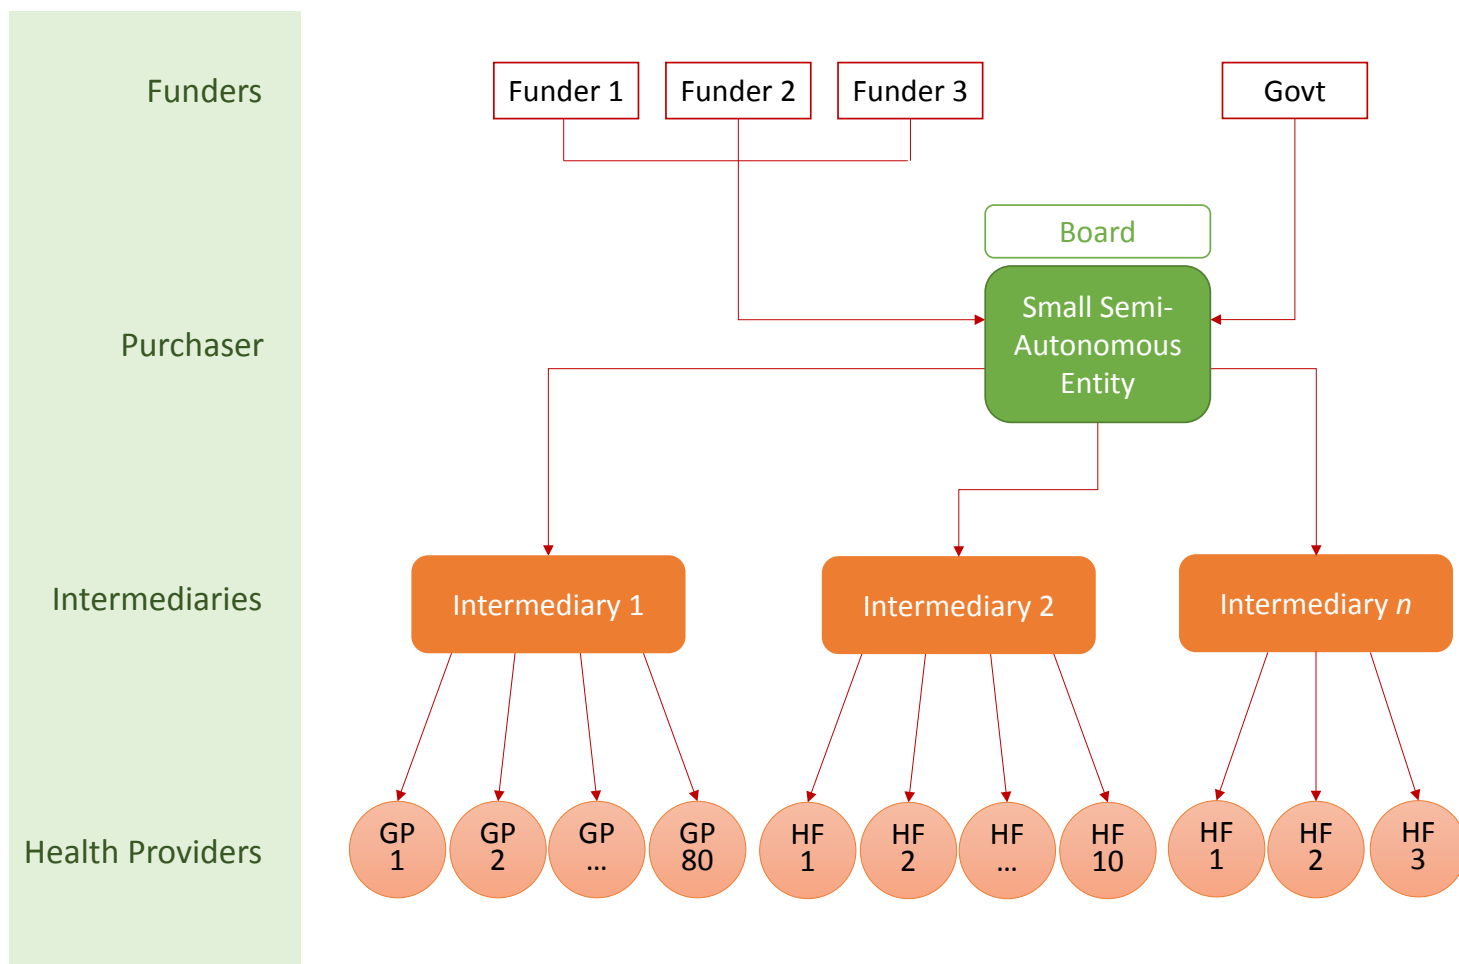 Funders
Funder 1
Funder 2
Funder 3
Govt
Board
Purchaser
Small Semi-
Autonomous
Entity
Intermediaries
Intermediary 1
Intermediary 2
Intermediary n
Health Providers
GP
1
GP
2
GP
...
GP
80
HF
1
HF
2
HF
...
HF
10
HF
1
HF
2
HF
3